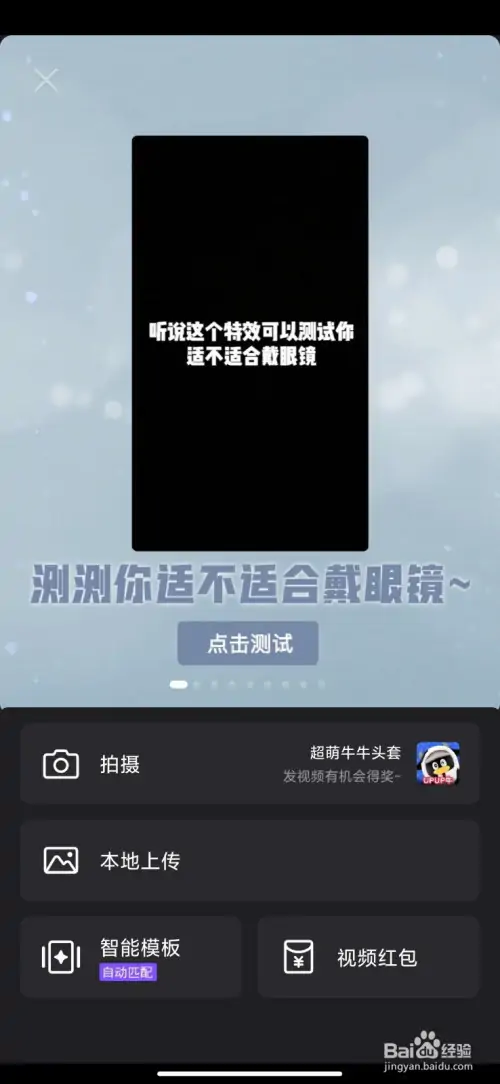 听说这个特效可以测试你
适不适合戴眼镜
测测你适不适合戴眼镜~
点击测试
拍摄
超萌牛牛头套
发视频有机会得奖~
本地上传
智能模板
自动匹配
视频红包
Baidu经验
jingyan.baidu.com